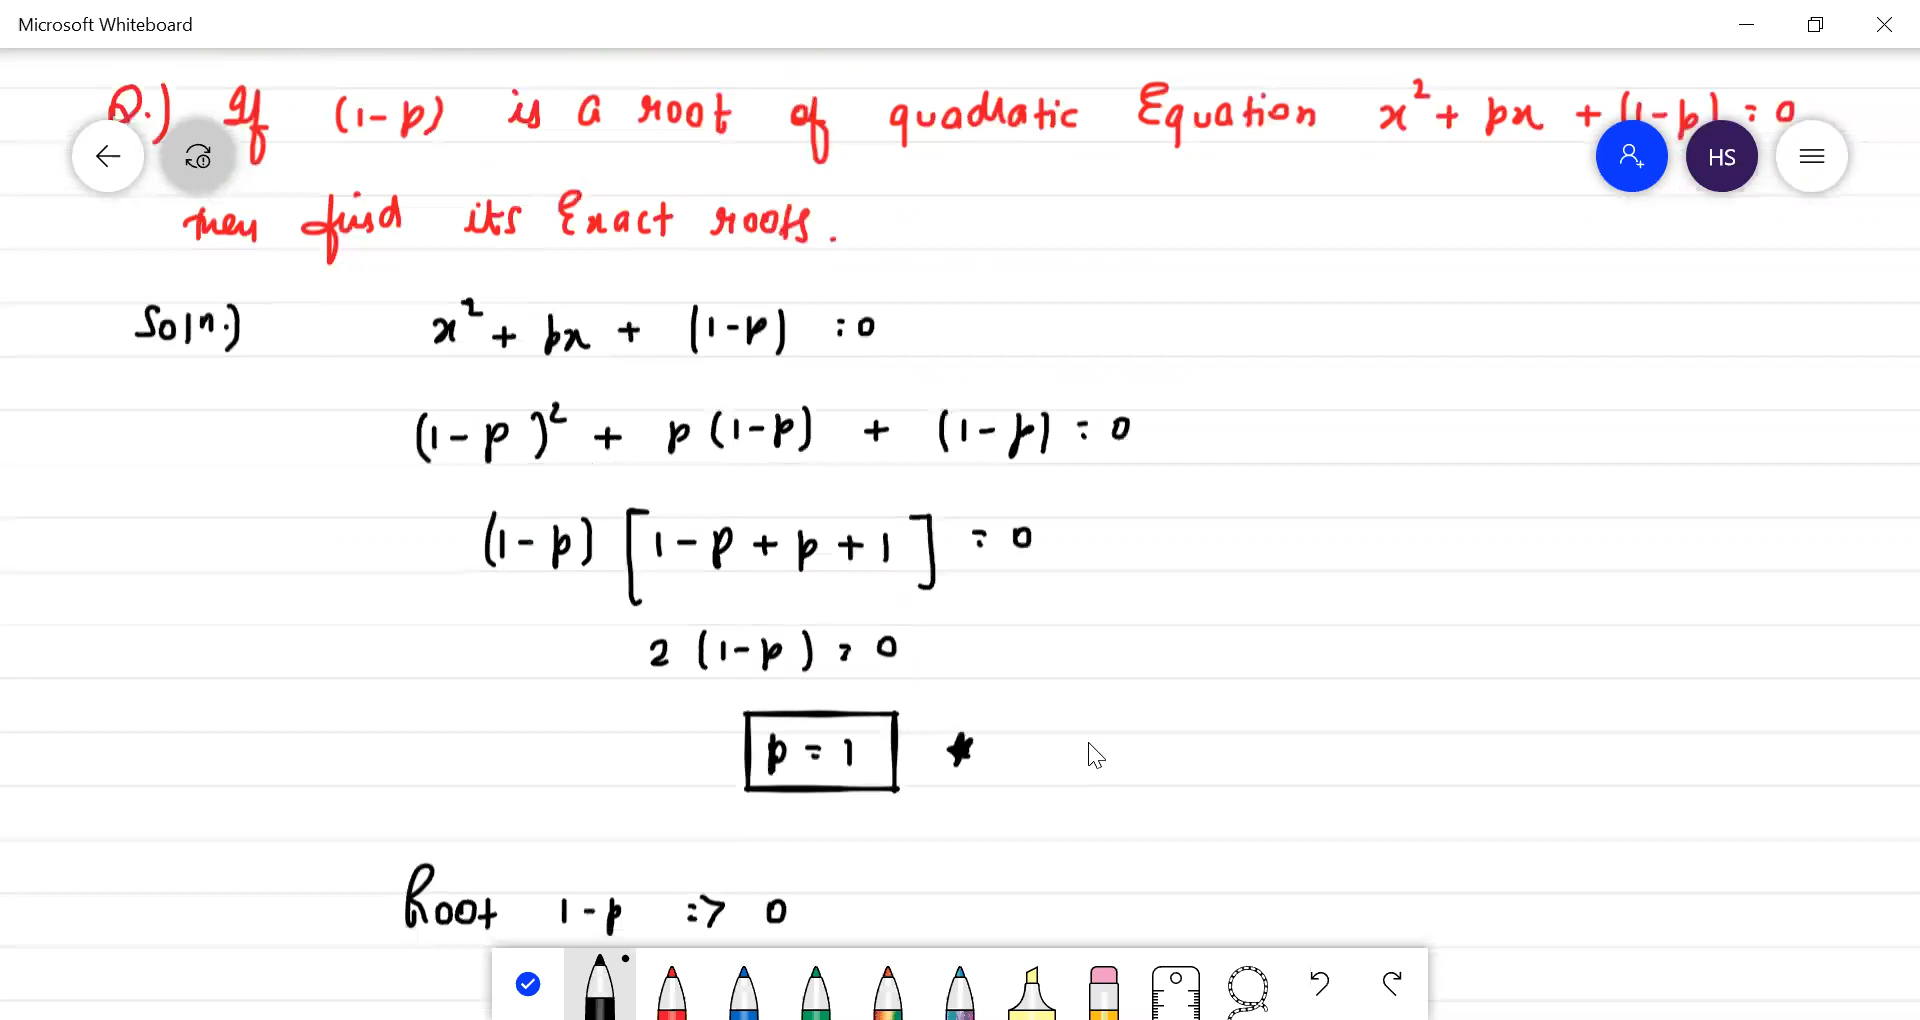 Microsoft Whiteboard
Q.) If (1-p) is a root of quadratic Equation x² + px + (1-p) = 0
then find its Exact roots.
HS
Soln.) x² + px + (1-p) = 0
(1-p)² + p(1-p) + (1-p) = 0
(1-p) [1-p+p+1] = 0
2 (1-p) = 0
p = 1 ★
Root 1-p => 0